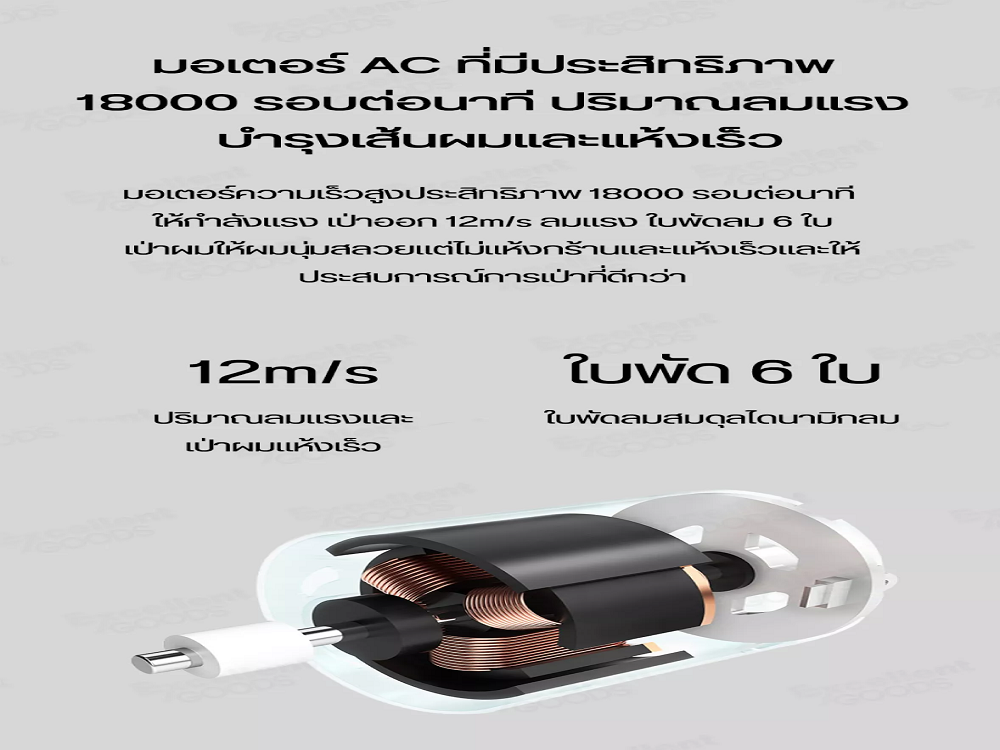 มอเตอร์ AC ที่มีประสิทธิภาพ
18000 รอบต่อนาที ปริมาณลมแรง
บำรุงเส้นผมและแห้งเร็ว
มอเตอร์ความเร็วสูงประสิทธิภาพ 18000 รอบต่อนาที
ให้กำลังแรง เป่าออก 12m/s ลมแรง ใบพัดลม 6 ใบ
เป่าผมให้ผมนุ่มสลวยแต่ไม่แห้งกร้านและแห้งเร็วและให้
ประสบการณ์การเป่าที่ดีกว่า
12m/s
ปริมาณลมแรงและ
เป่าผมแห้งเร็ว
ใบพัด 6 ใบ
ใบพัดลมสมดุลไดนามิกลม